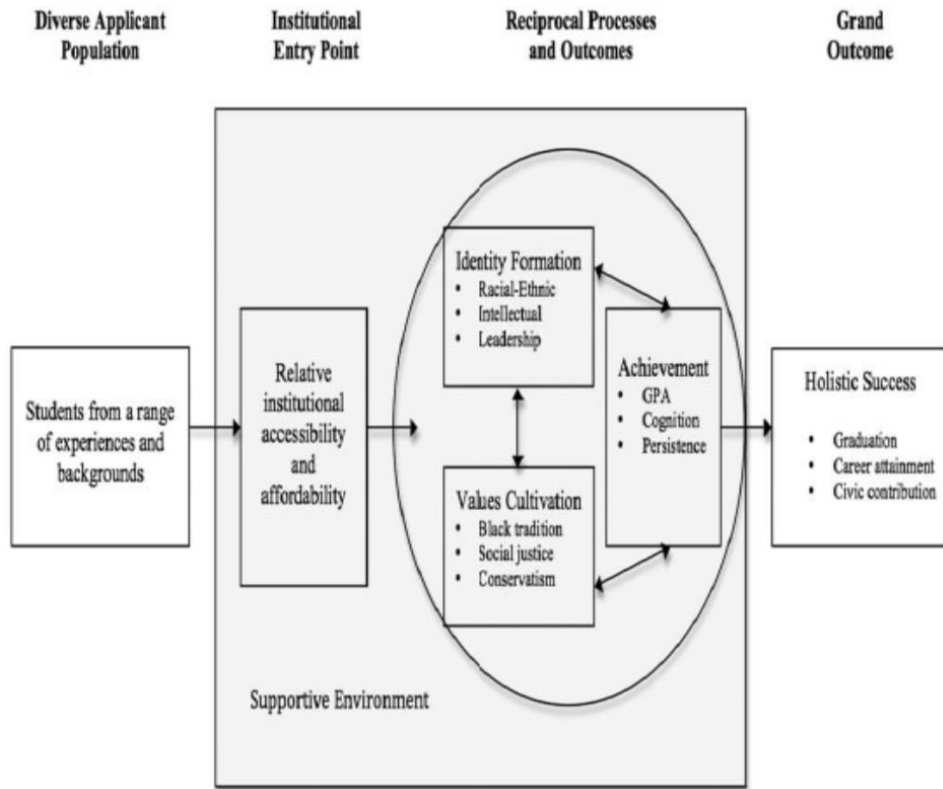 Diverse Applicant
Population
Institutional
Entry Point
Reciprocal Processes
and Outcomes
Grand
Outcome
Students from a range
of experiences and
backgrounds
Relative
institutional
accessibility
and
affordability
Identity Formation
• Racial-Ethnic
• Intellectual
• Leadership
Values Cultivation
• Black tradition
• Social justice
• Conservatism
Achievement
• GPA
• Cognition
• Persistence
Holistic Success
• Graduation
• Career attainment
• Civic contribution
Supportive Environment